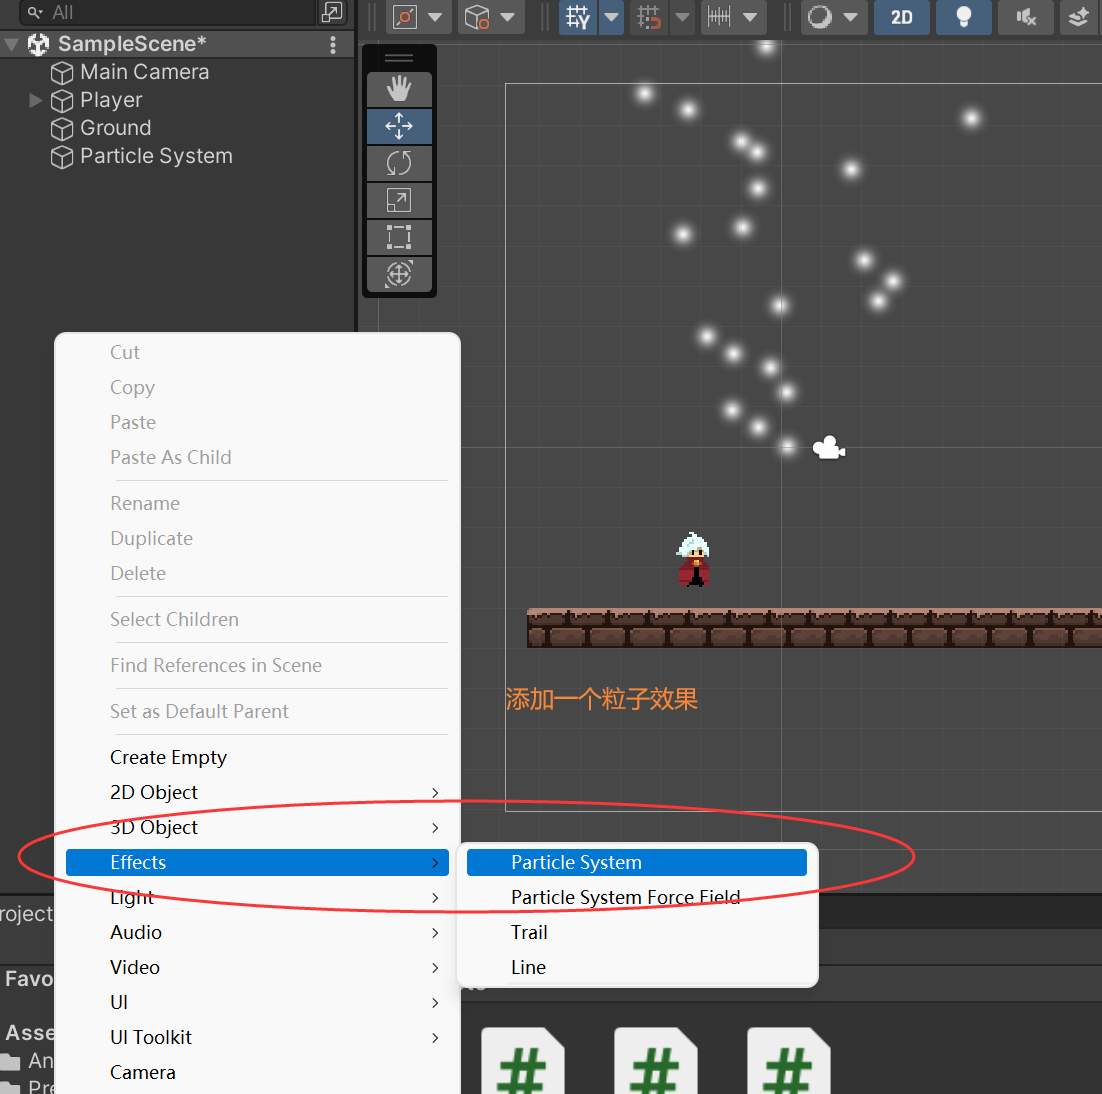 All
SampleScene*
Main Camera
Player
Ground
Particle System
2D
Cut
Copy
Paste
Paste As Child
Rename
Duplicate
Delete
Select Children
Find References in Scene
Set as Default Parent
Create Empty
2D Object
3D Object
Effects
Light
Audio
Video
UI
UI Toolkit
Camera
Particle System
Particle System Force Field
Trail
Line
添加一个粒子效果
roject
Favo
Asse
An
Pre